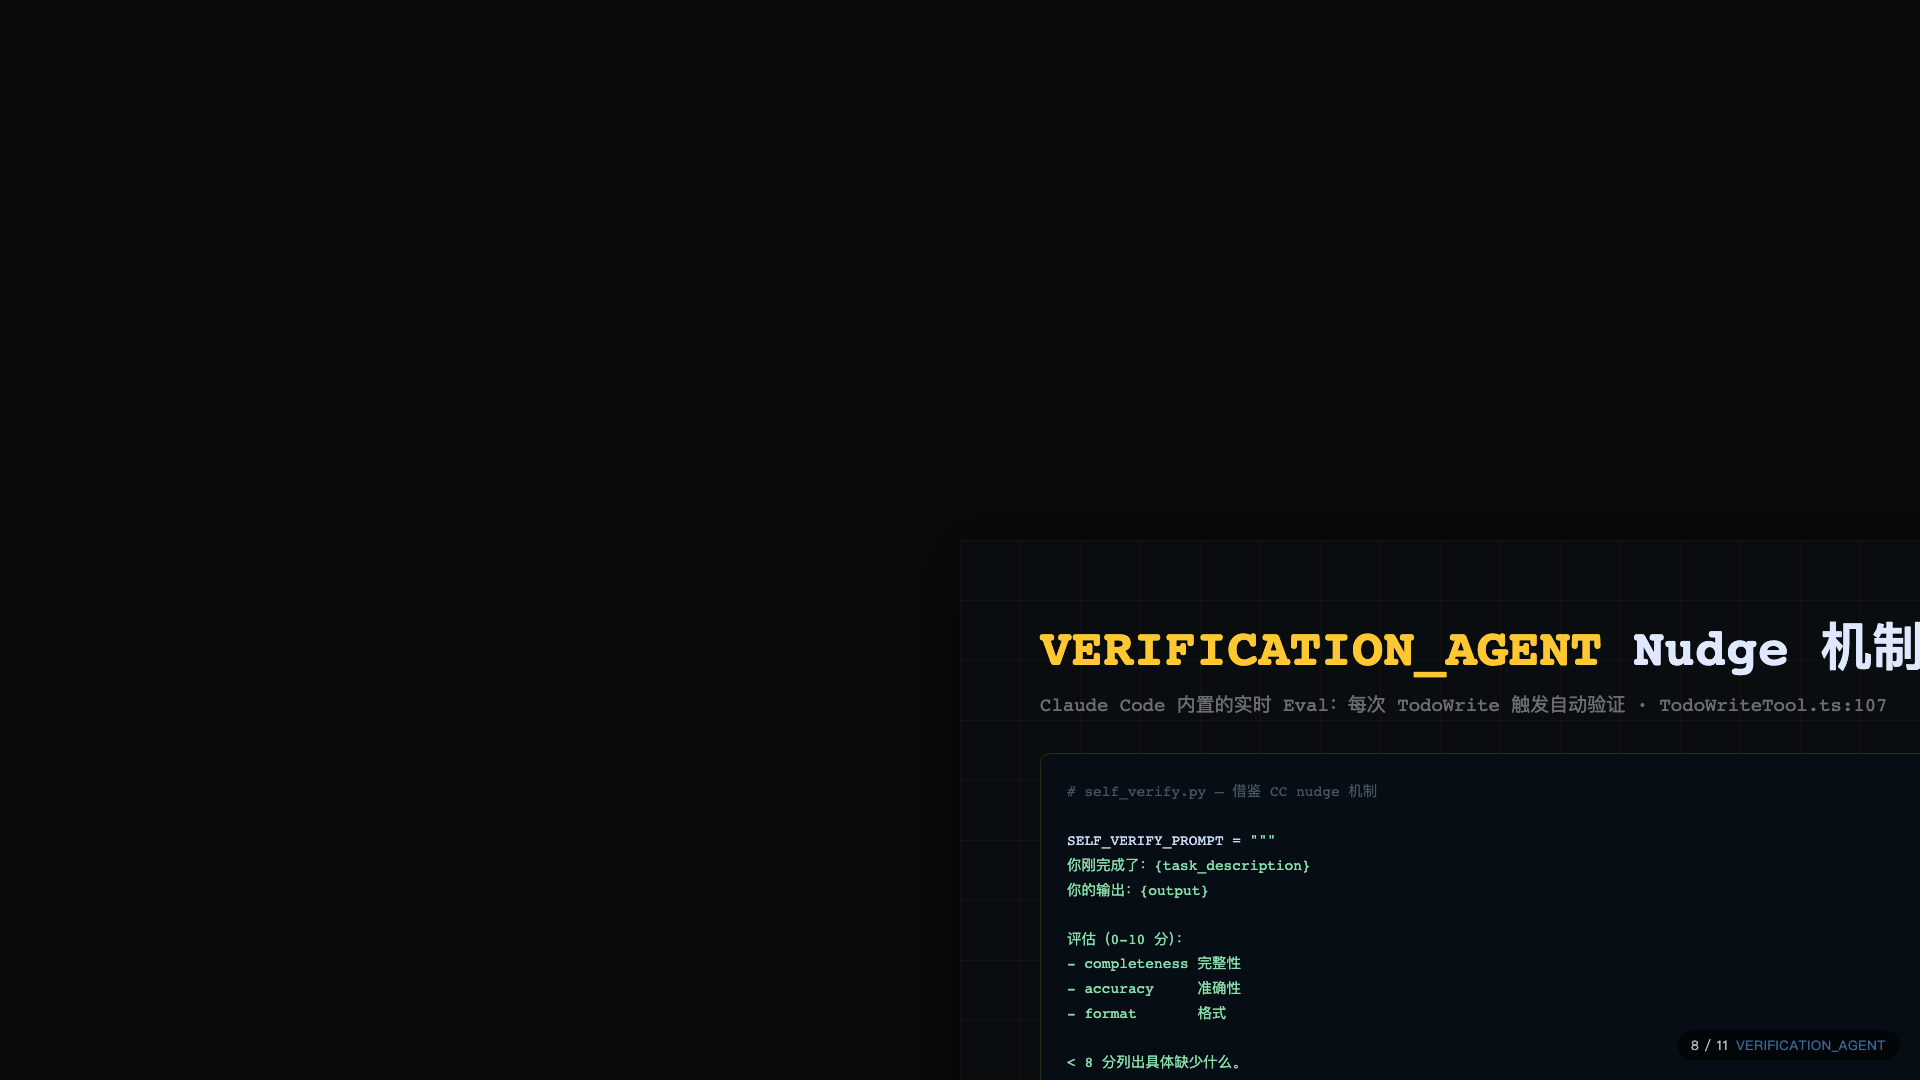 VERIFICATION_AGENT Nudge 机制
Claude Code 内置的实时 Eval：每次 TodoWrite 触发自动验证 · TodoWriteTool.ts:107
# self_verify.py — 借鉴 CC nudge 机制
SELF_VERIFY_PROMPT = """
你刚完成了：{task_description}
你的输出：{output}
评估（0-10 分）：
- completeness 完整性
- accuracy     准确性
- format       格式
< 8 分列出具体缺少什么。
8 / 11 VERIFICATION_AGENT